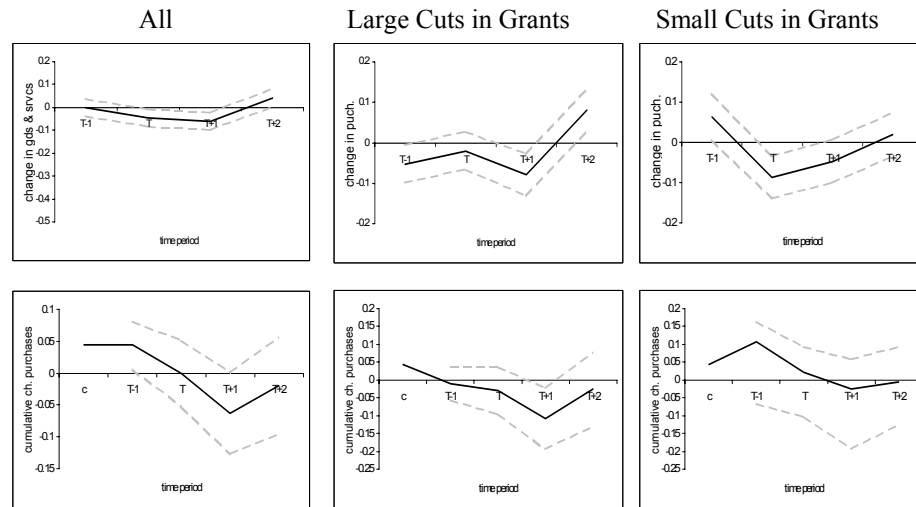 All
Large Cuts in Grants
Small Cuts in Grants
change in gds & srvcs
0.2
0.1
0
-0.1
-0.1
-0.2
-0.3
-0.4
-0.5
T-1
T
T+1
T+2
time period
change in puch.
0.2
0.1
0
-0.1
-0.2
T-1
T
T+1
T+2
time period
change in purch.
0.2
0.1
0
-0.1
-0.2
T-1
T
T+1
T+2
time period
cumulative ch. purchases
0.1
0.05
0
-0.05
-0.1
-0.15
c
T-1
T
T+1
T+2
time period
cumulative ch. purchases
0.2
0.15
0.1
0.05
0
-0.05
-0.1
-0.15
-0.2
-0.25
c
T-1
T
T+1
T+2
time period
cumulative ch. purchases
0.2
0.15
0.1
0.05
0
-0.05
-0.1
-0.15
-0.2
-0.25
c
T-1
T
T+1
T+2
time period